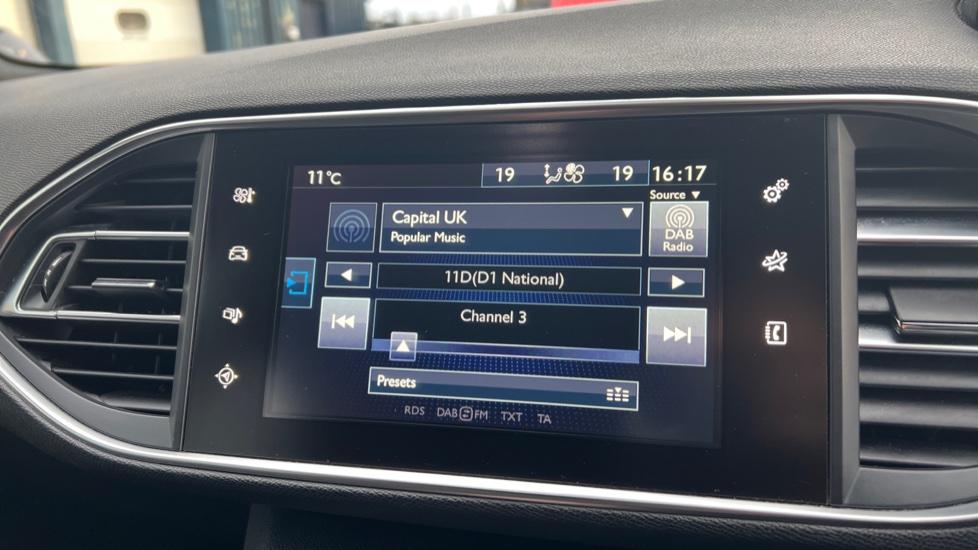 11°C 19 19 16:17
Source ▼
Capital UK
Popular Music
DAB
Radio
11D(D1 National)
Channel 3
Presets
RDS DAB FM TXT TA